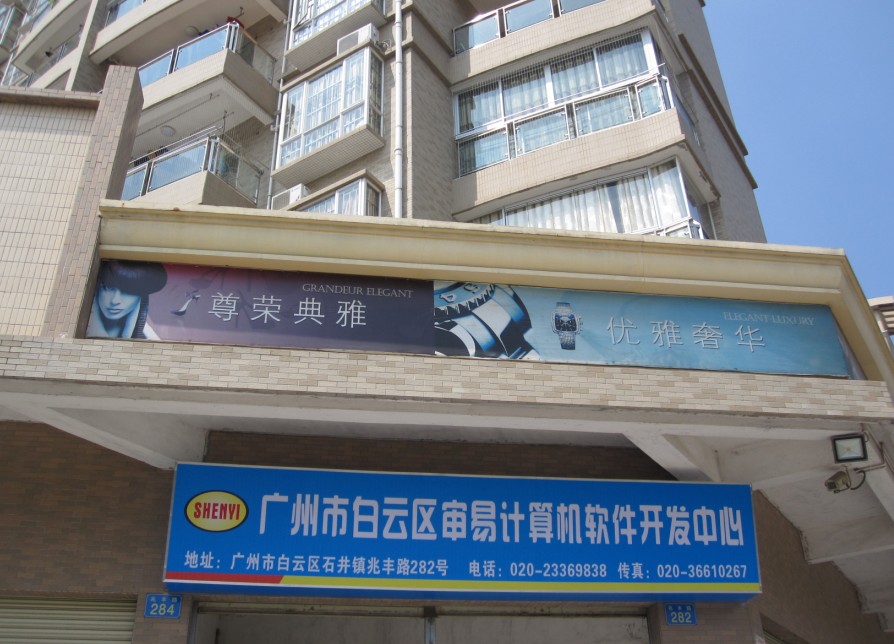 GRANDEUR ELEGANT
尊荣典雅
ELEGANT LUXURY
优雅奢华
SHENYI
广州市白云区审易计算机软件开发中心
地址：广州市白云区石井镇兆丰路282号 电话：020-23369838 传真：020-36610267
284
282